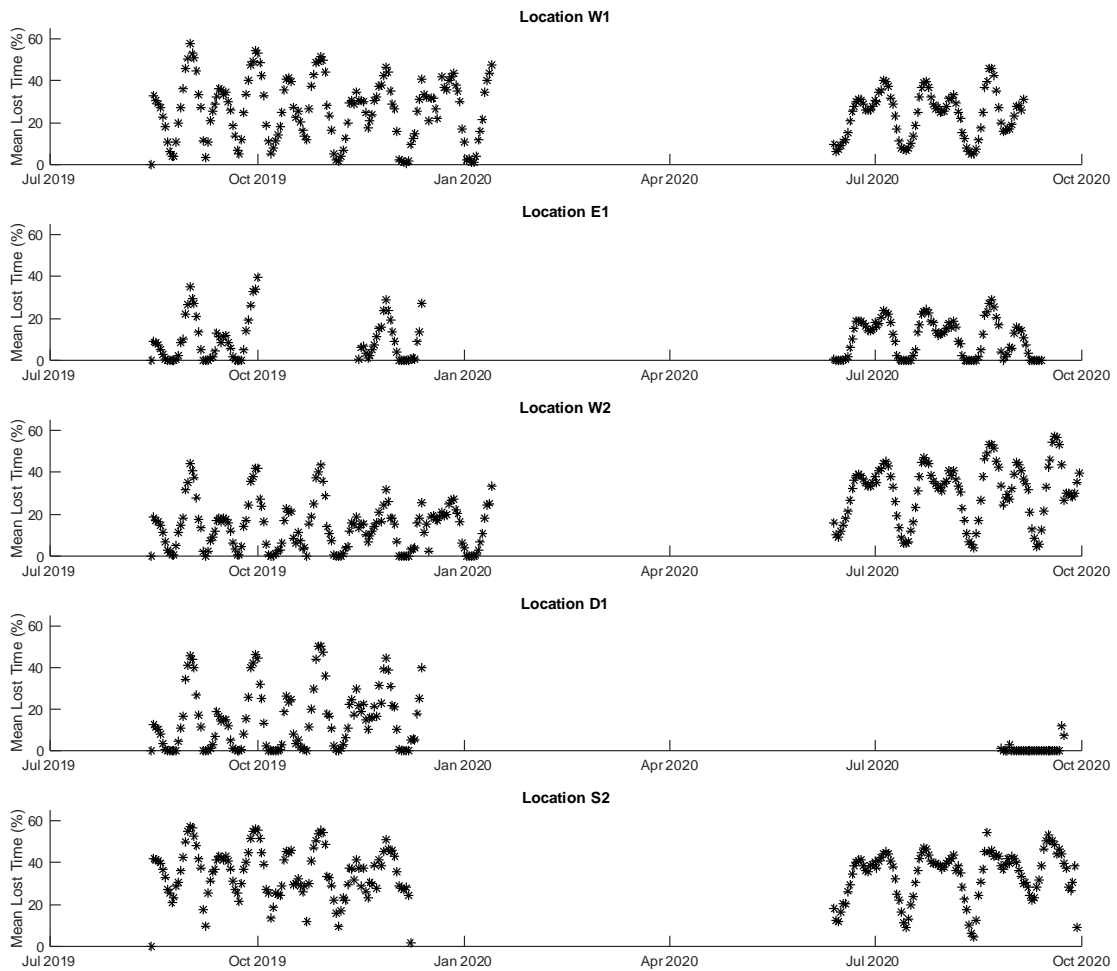 Location W1
Mean Lost Time (%)
60
40
20
0
Jul 2019
Oct 2019
Jan 2020
Apr 2020
Jul 2020
Oct 2020
Location E1
Mean Lost Time (%)
60
40
20
0
Jul 2019
Oct 2019
Jan 2020
Apr 2020
Jul 2020
Oct 2020
Location W2
Mean Lost Time (%)
60
40
20
0
Jul 2019
Oct 2019
Jan 2020
Apr 2020
Jul 2020
Oct 2020
Location D1
Mean Lost Time (%)
60
40
20
0
Jul 2019
Oct 2019
Jan 2020
Apr 2020
Jul 2020
Oct 2020
Location S2
Mean Lost Time (%)
60
40
20
0
Jul 2019
Oct 2019
Jan 2020
Apr 2020
Jul 2020
Oct 2020